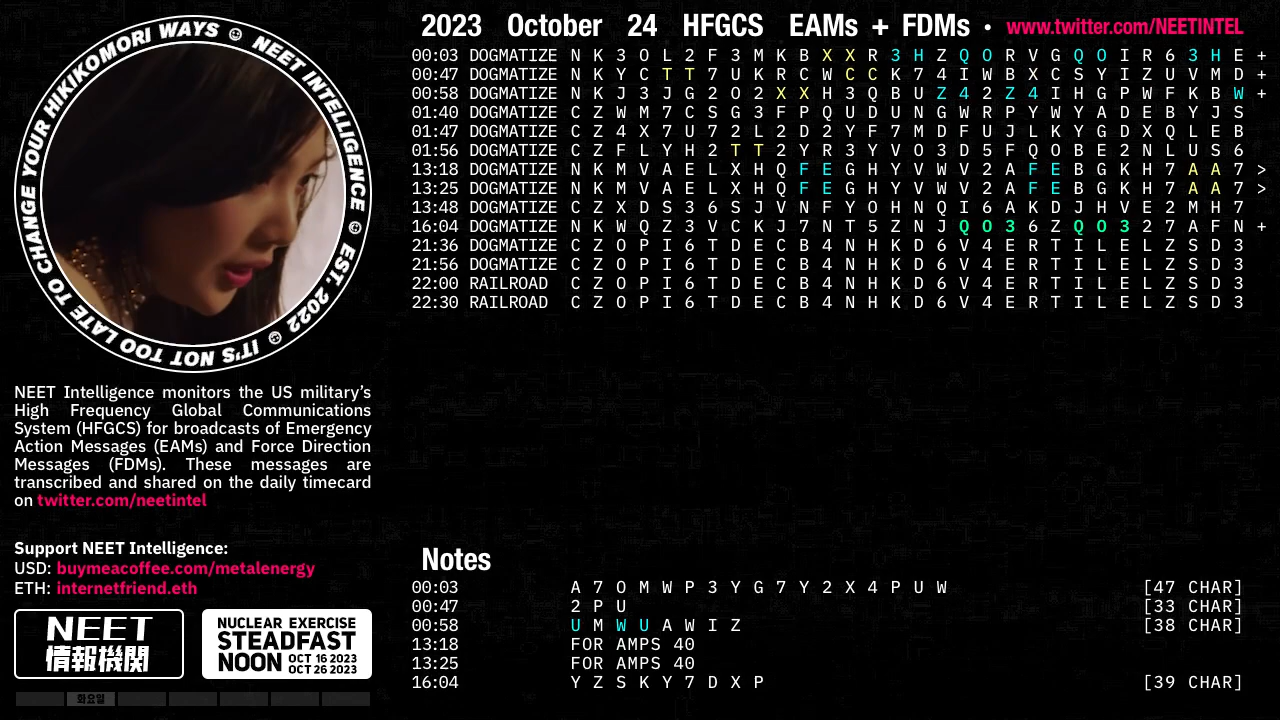 NEET INTELLIGENCE ☺ EST. 2022 ☺ IT'S NOT TOO LATE TO CHANGE YOUR HIKIKOMORI WAYS ☺
NEET Intelligence monitors the US military's
High Frequency Global Communications
System (HFGCS) for broadcasts of Emergency
Action Messages (EAMs) and Force Direction
Messages (FDMs). These messages are
transcribed and shared on the daily timecard
on twitter.com/neetintel
Support NEET Intelligence:
USD: buymeacoffee.com/metalenergy
ETH: internetfriend.eth
NEET
情報機関
NUCLEAR EXERCISE
STEADFAST
NOON OCT 16 2023
OCT 26 2023
화요일
2023 October 24 HFGCS EAMs + FDMs • www.twitter.com/NEETINTEL
00:03 DOGMATIZE N K 3 O L 2 F 3 M K B X X R 3 H Z Q O R V G Q O I R 6 3 H E +
00:47 DOGMATIZE N K Y C T T 7 U K R C W C C K 7 4 I W B X C S Y I Z U V M D +
00:58 DOGMATIZE N K J 3 J G 2 O 2 X X H 3 Q B U Z 4 2 Z 4 I H G P W F K B W +
01:40 DOGMATIZE C Z W M 7 C S G 3 F P Q U D U N G W R P Y W Y A D E B Y J S
01:47 DOGMATIZE C Z 4 X 7 U 7 2 L 2 D 2 Y F 7 M D F U J L K Y G D X Q L E B
01:56 DOGMATIZE C Z F L Y H 2 T T 2 Y R 3 Y V O 3 D 5 F Q O B E 2 N L U S 6
13:18 DOGMATIZE N K M V A E L X H Q F E G H Y V W V 2 A F E B G K H 7 A A 7 >
13:25 DOGMATIZE N K M V A E L X H Q F E G H Y V W V 2 A F E B G K H 7 A A 7 >
13:48 DOGMATIZE C Z X D S 3 6 S J V N F Y O H N Q I 6 A K D J H V E 2 M H 7
16:04 DOGMATIZE N K W Q Z 3 V C K J 7 N T 5 Z N J Q O 3 6 Z Q O 3 2 7 A F N +
21:36 DOGMATIZE C Z O P I 6 T D E C B 4 N H K D 6 V 4 E R T I L E L Z S D 3
21:56 DOGMATIZE C Z O P I 6 T D E C B 4 N H K D 6 V 4 E R T I L E L Z S D 3
22:00 RAILROAD C Z O P I 6 T D E C B 4 N H K D 6 V 4 E R T I L E L Z S D 3
22:30 RAILROAD C Z O P I 6 T D E C B 4 N H K D 6 V 4 E R T I L E L Z S D 3
Notes
00:03 A 7 O M W P 3 Y G 7 Y 2 X 4 P U W [47 CHAR]
00:47 2 P U [33 CHAR]
00:58 U M W U A W I Z [38 CHAR]
13:18 FOR AMPS 40
13:25 FOR AMPS 40
16:04 Y Z S K Y 7 D X P [39 CHAR]